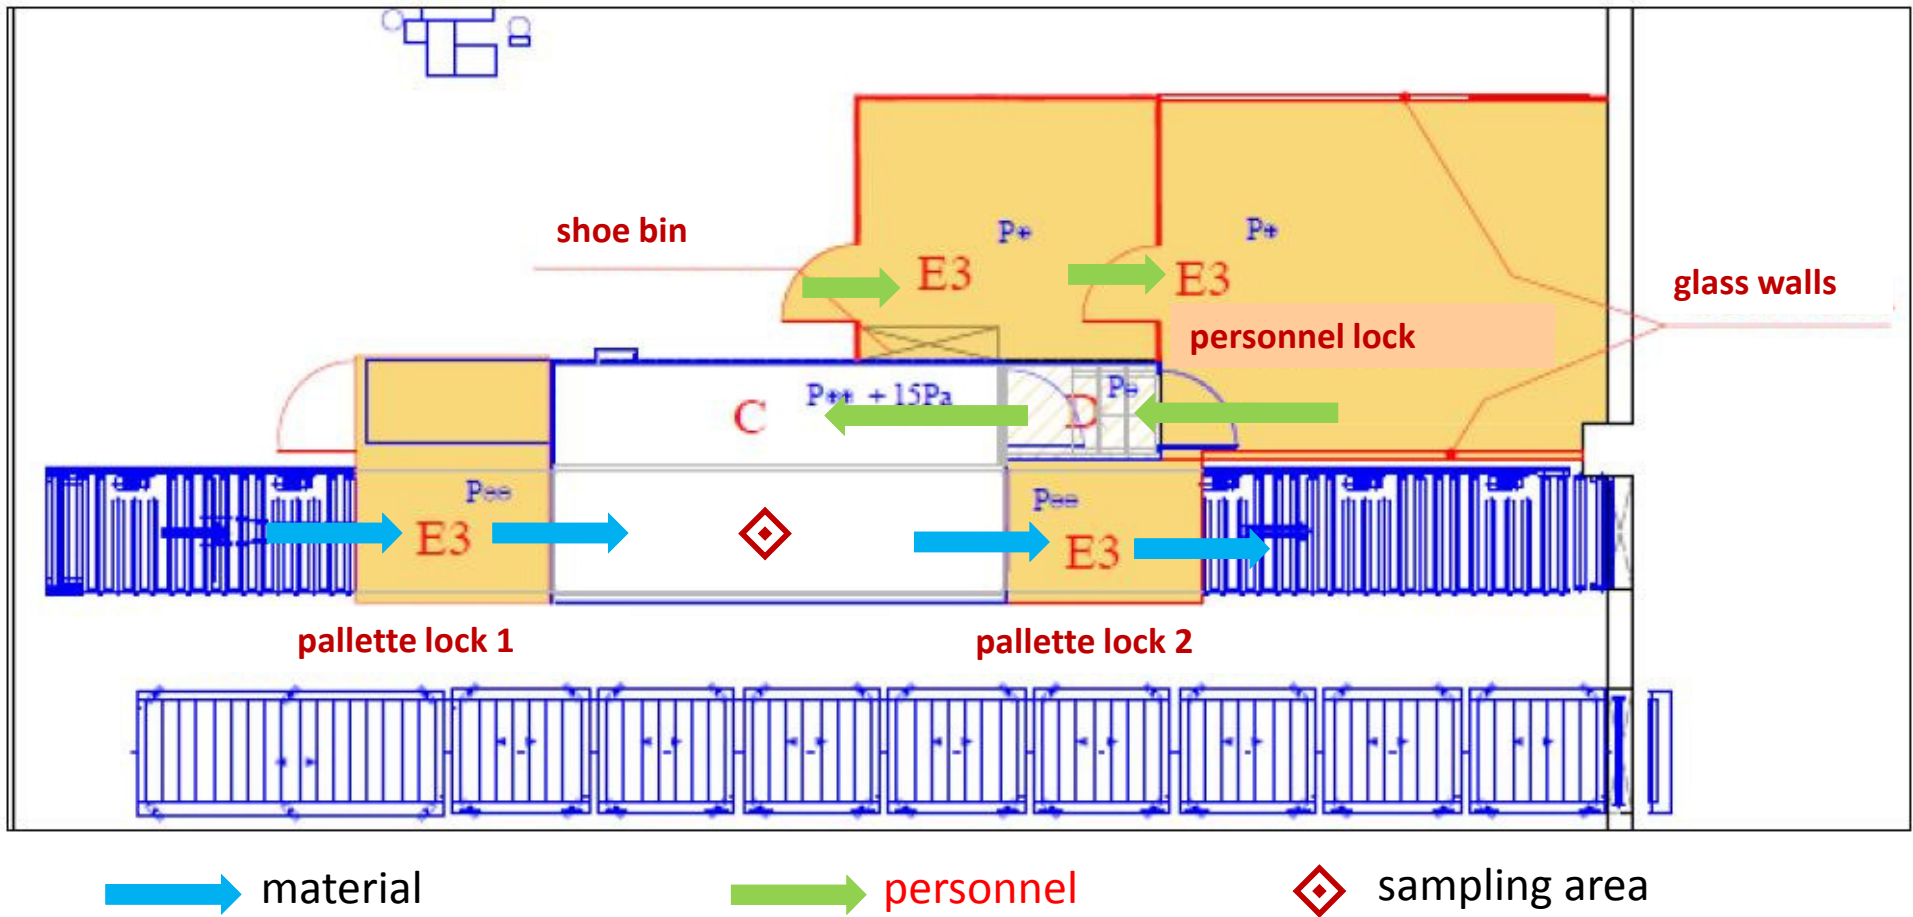 P+
P+
shoe bin
E3
E3
glass walls
personnel lock
C
P++ + 15Pa
D
E3
E3
pallette lock 1
pallette lock 2
material
personnel
sampling area